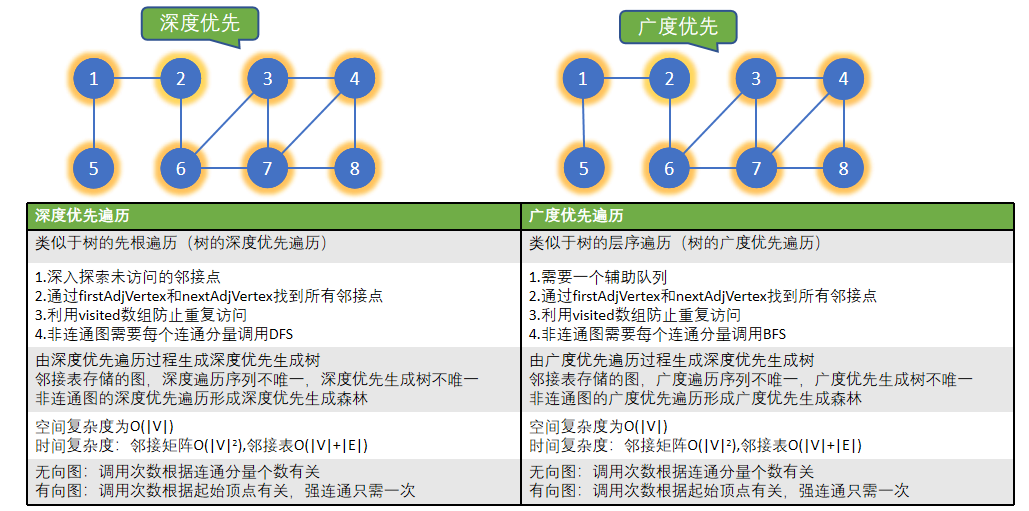 深度优先
广度优先
1
2
3
4
5
6
7
8
1
2
3
4
5
6
7
8
深度优先遍历
类似于树的先根遍历（树的深度优先遍历）
1.深入探索未访问的邻接点
2.通过firstAdjVertex和nextAdjVertex找到所有邻接点
3.利用visited数组防止重复访问
4.非连通图需要每个连通分量调用DFS
由深度优先遍历过程生成深度优先生成树
邻接表存储的图，深度遍历序列不唯一，深度优先生成树不唯一
非连通图的深度优先遍历形成深度优先生成森林
空间复杂度为O(|V|)
时间复杂度：邻接矩阵O(|V|²),邻接表O(|V|+|E|)
无向图：调用次数根据连通分量个数有关
有向图：调用次数根据起始顶点有关，强连通只需一次
广度优先遍历
类似于树的层序遍历（树的广度优先遍历）
1.需要一个辅助队列
2.通过firstAdjVertex和nextAdjVertex找到所有邻接点
3.利用visited数组防止重复访问
4.非连通图需要每个连通分量调用BFS
由广度优先遍历过程生成深度优先生成树
邻接表存储的图，广度遍历序列不唯一，广度优先生成树不唯一
非连通图的广度优先遍历形成广度优先生成森林
空间复杂度为O(|V|)
时间复杂度：邻接矩阵O(|V|²),邻接表O(|V|+|E|)
无向图：调用次数根据连通分量个数有关
有向图：调用次数根据起始顶点有关，强连通只需一次